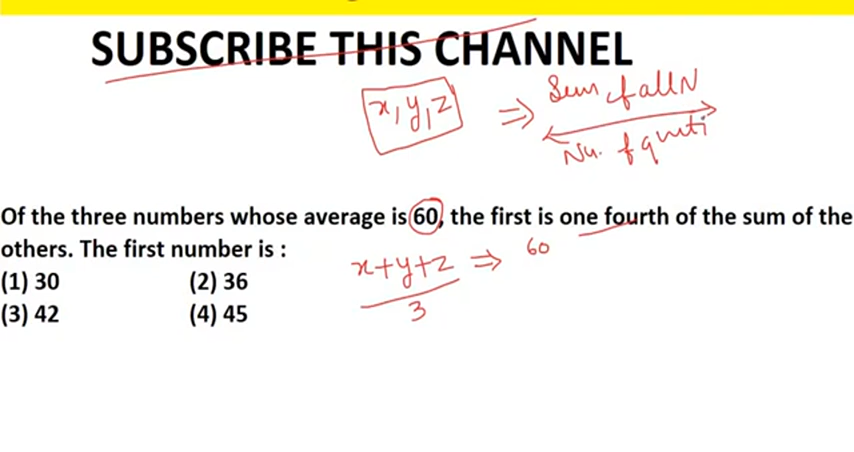 SUBSCRIBE THIS CHANNEL
x, y, z ⇒ Sum of all N
Nu. of quuti
Of the three numbers whose average is 60, the first is one fourth of the sum of the
others. The first number is :
x+y+z ⇒ 60
3
(1) 30 (2) 36
(3) 42 (4) 45